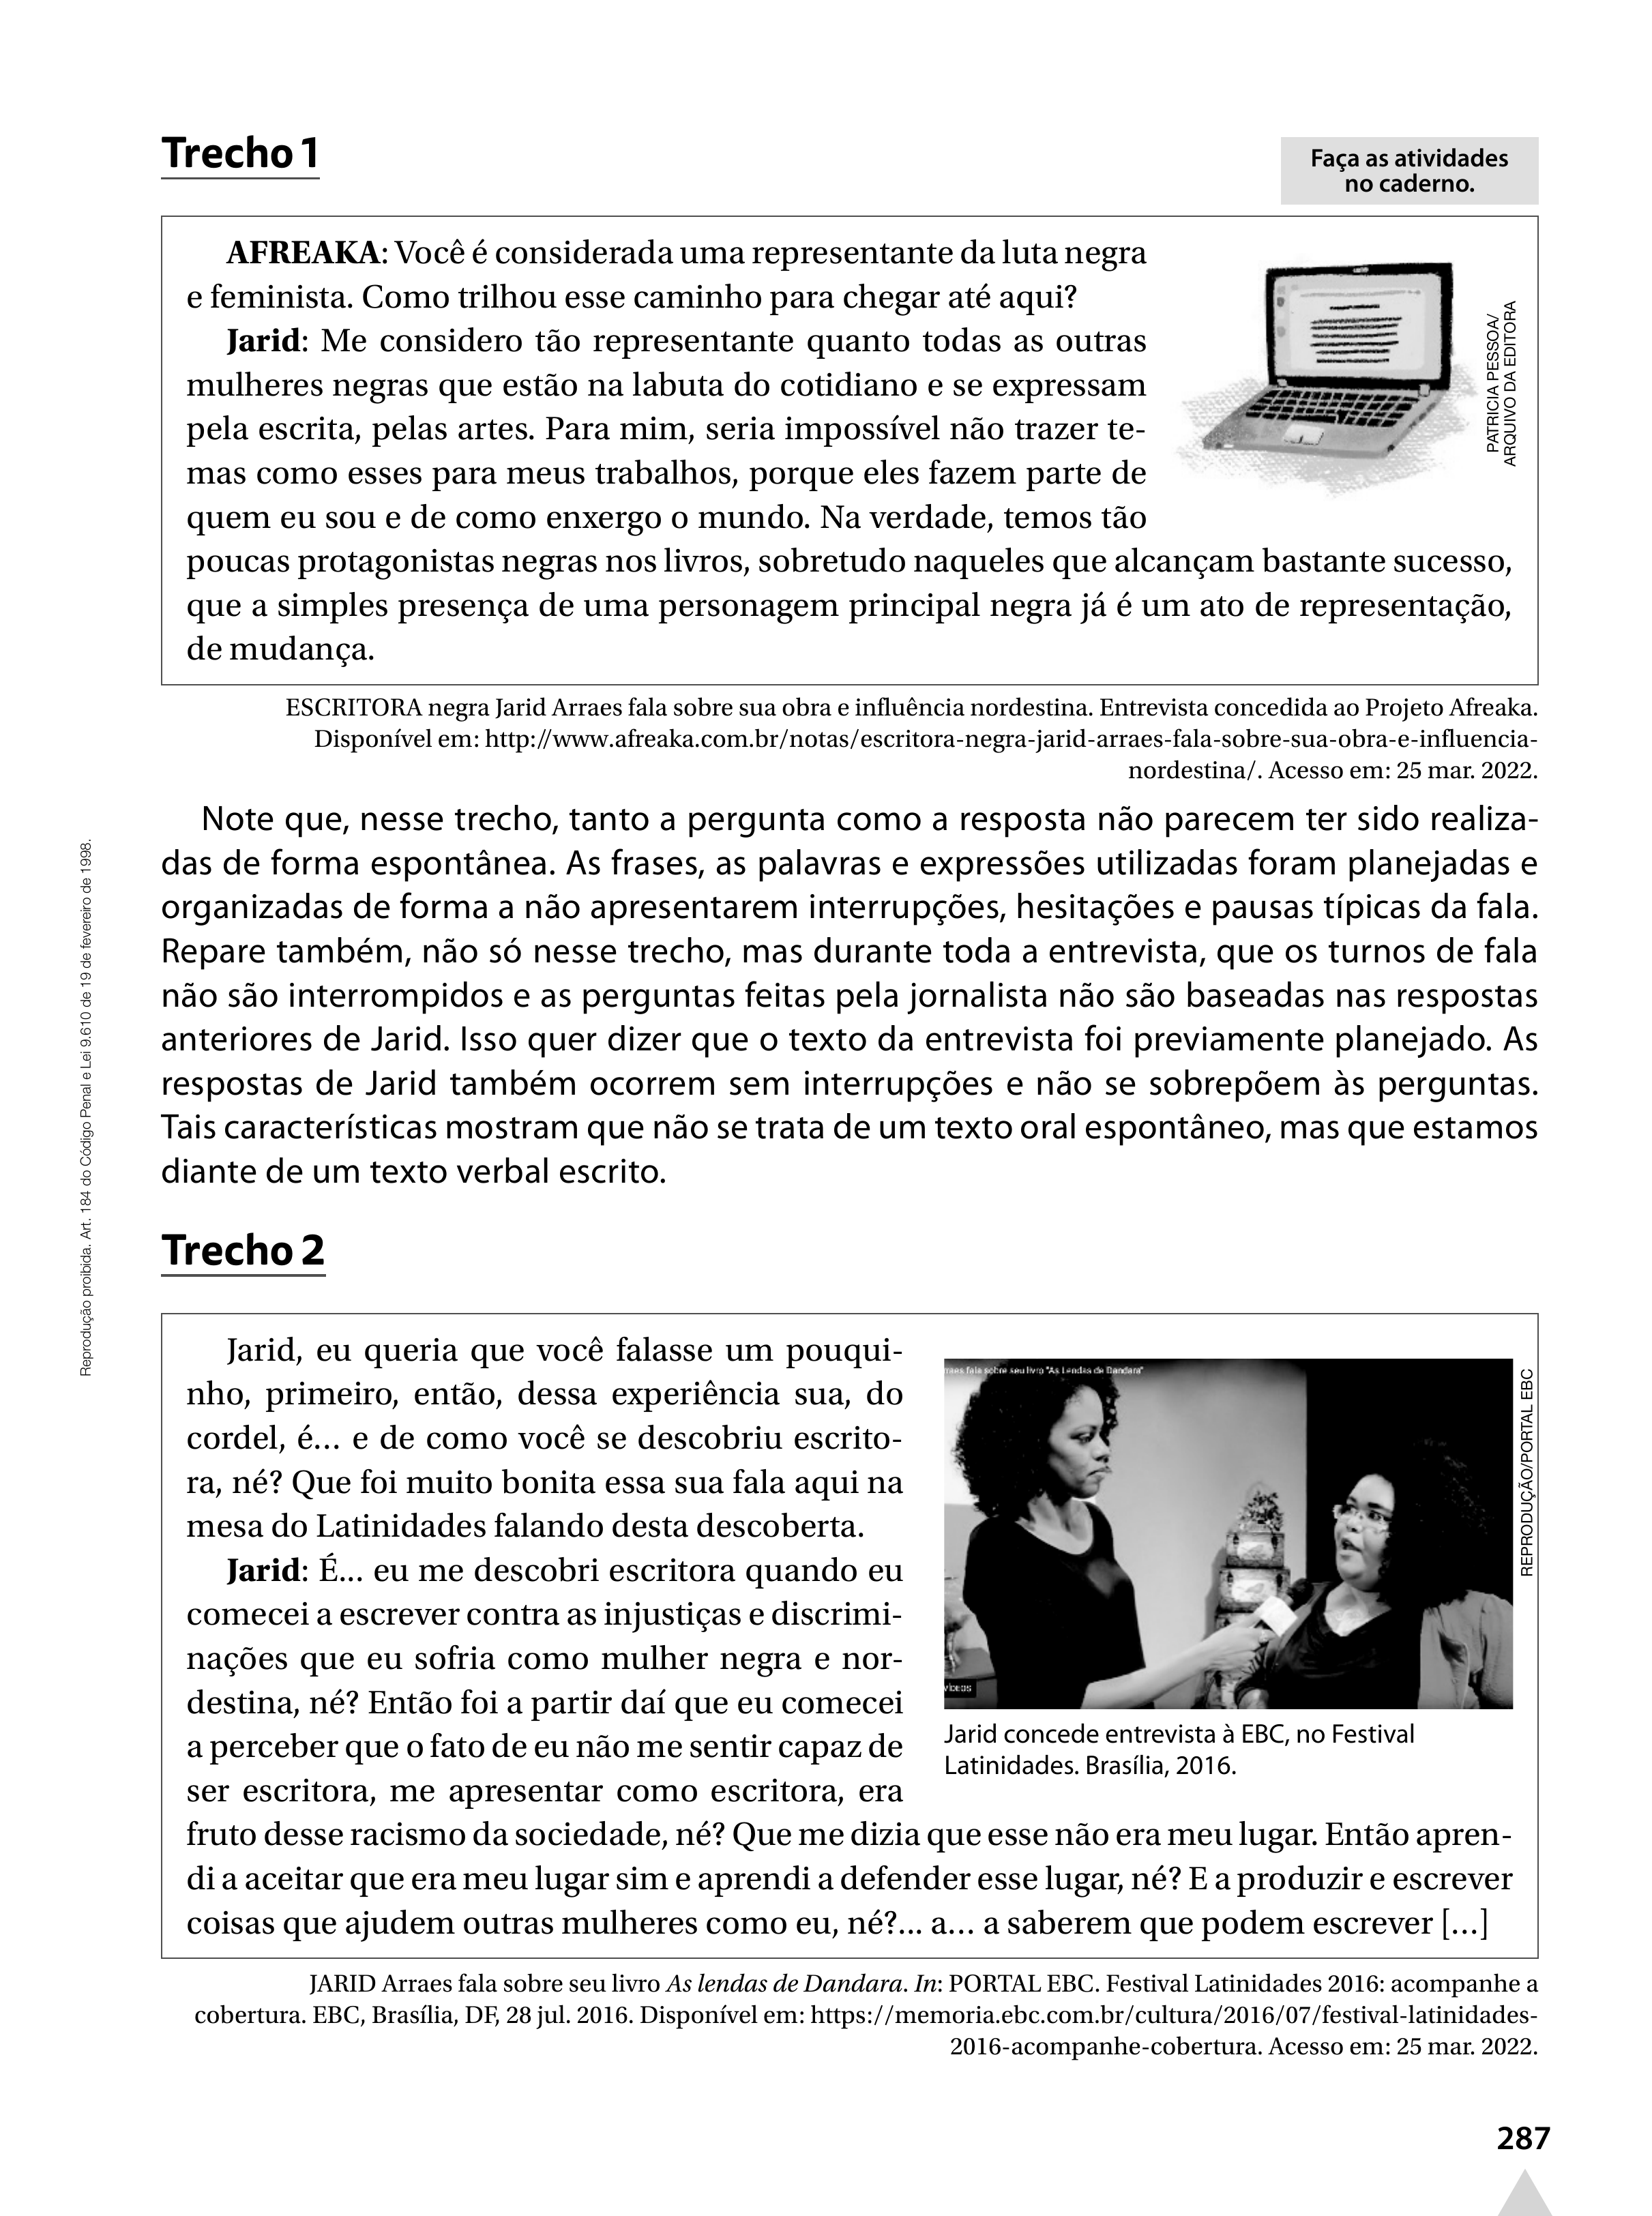 Trecho 1
Faça as atividades
no caderno.
AFREAKA: Você é considerada uma representante da luta negra
e feminista. Como trilhou esse caminho para chegar até aqui?
Jarid: Me considero tão representante quanto todas as outras
mulheres negras que estão na labuta do cotidiano e se expressam
pela escrita, pelas artes. Para mim, seria impossível não trazer te-
mas como esses para meus trabalhos, porque eles fazem parte de
quem eu sou e de como enxergo o mundo. Na verdade, temos tão
poucas protagonistas negras nos livros, sobretudo naqueles que alcançam bastante sucesso,
que a simples presença de uma personagem principal negra já é um ato de representação,
de mudança.
PATRICIA PESSOA/
ARQUIVO DA EDITORA
ESCRITORA negra Jarid Arraes fala sobre sua obra e influência nordestina. Entrevista concedida ao Projeto Afreaka.
Disponível em: http://www.afreaka.com.br/notas/escritora-negra-jarid-arraes-fala-sobre-sua-obra-e-influencia-
nordestina/. Acesso em: 25 mar. 2022.
Note que, nesse trecho, tanto a pergunta como a resposta não parecem ter sido realiza-
das de forma espontânea. As frases, as palavras e expressões utilizadas foram planejadas e
organizadas de forma a não apresentarem interrupções, hesitações e pausas típicas da fala.
Repare também, não só nesse trecho, mas durante toda a entrevista, que os turnos de fala
não são interrompidos e as perguntas feitas pela jornalista não são baseadas nas respostas
anteriores de Jarid. Isso quer dizer que o texto da entrevista foi previamente planejado. As
respostas de Jarid também ocorrem sem interrupções e não se sobrepõem às perguntas.
Tais características mostram que não se trata de um texto oral espontâneo, mas que estamos
diante de um texto verbal escrito.
Reprodução proibida. Art. 184 do Código Penal e Lei 9.610 de 19 de fevereiro de 1998.
Trecho 2
Jarid, eu queria que você falasse um pouqui-
nho, primeiro, então, dessa experiência sua, do
cordel, é… e de como você se descobriu escrito-
ra, né? Que foi muito bonita essa sua fala aqui na
mesa do Latinidades falando desta descoberta.
Jarid: É... eu me descobri escritora quando eu
comecei a escrever contra as injustiças e discrimi-
nações que eu sofria como mulher negra e nor-
destina, né? Então foi a partir daí que eu comecei
a perceber que o fato de eu não me sentir capaz de
ser escritora, me apresentar como escritora, era
fruto desse racismo da sociedade, né? Que me dizia que esse não era meu lugar. Então apren-
di a aceitar que era meu lugar sim e aprendi a defender esse lugar, né? E a produzir e escrever
coisas que ajudem outras mulheres como eu, né?... a… a saberem que podem escrever […]
raes fala sobre seu livro "As Lendas de Dandara"
VÍDEOS
REPRODUÇÃO/PORTAL EBC
Jarid concede entrevista à EBC, no Festival
Latinidades. Brasília, 2016.
JARID Arraes fala sobre seu livro As lendas de Dandara. In: PORTAL EBC. Festival Latinidades 2016: acompanhe a
cobertura. EBC, Brasília, DF, 28 jul. 2016. Disponível em: https://memoria.ebc.com.br/cultura/2016/07/festival-latinidades-
2016-acompanhe-cobertura. Acesso em: 25 mar. 2022.
287